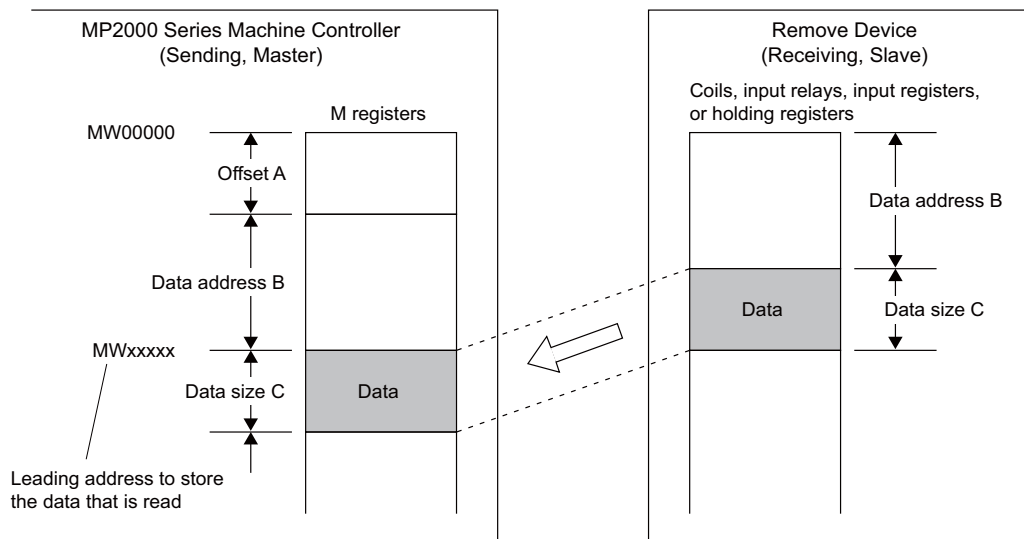 MP2000 Series Machine Controller
(Sending, Master)
M registers
MW00000
Offset A
Data address B
MWxxxxx
Data size C
Data
Leading address to store
the data that is read
Remove Device
(Receiving, Slave)
Coils, input relays, input registers,
or holding registers
Data address B
Data
Data size C